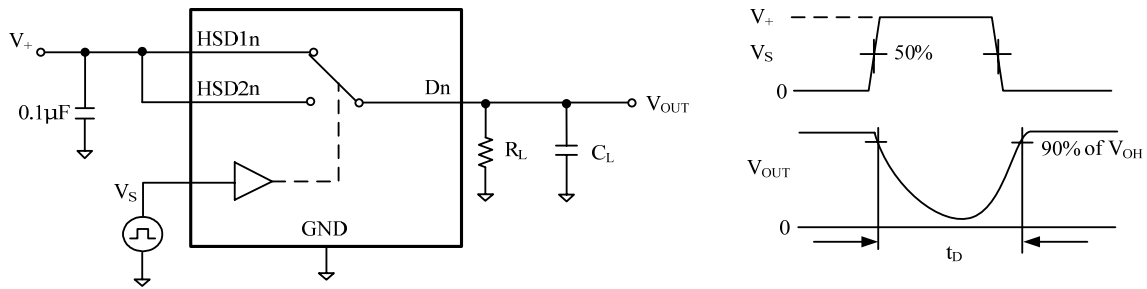 V+
HSD1n
HSD2n
0.1μF
Dn
VOUT
RL
CL
VS
GND
V+
VS
50%
0
VOUT
90% of VOH
0
tD